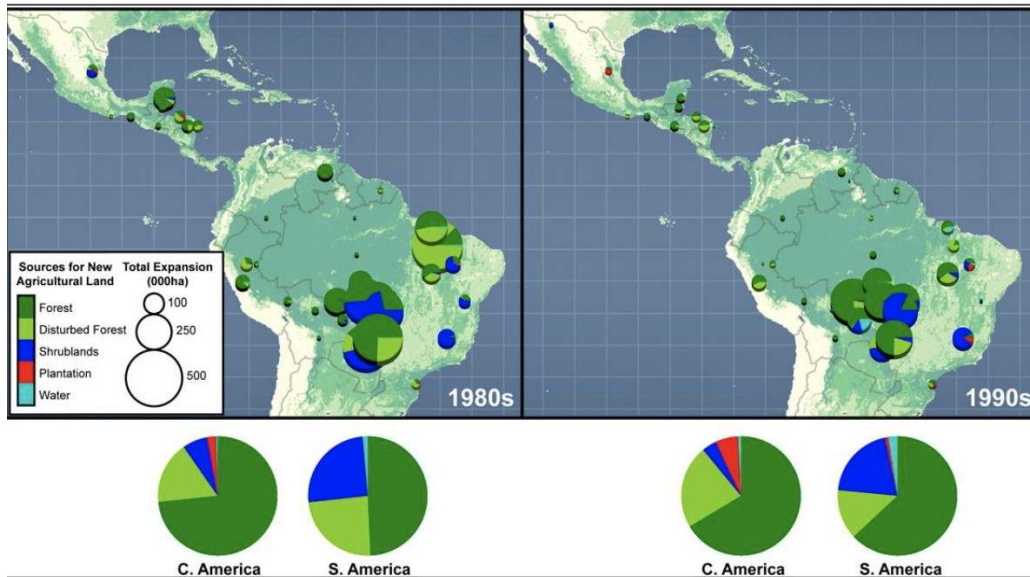 Sources for New Agricultural Land
Total Expansion (000ha)
Forest
Disturbed Forest
Shrublands
Plantation
Water
100
250
500
1980s
1990s
C. America
S. America
C. America
S. America